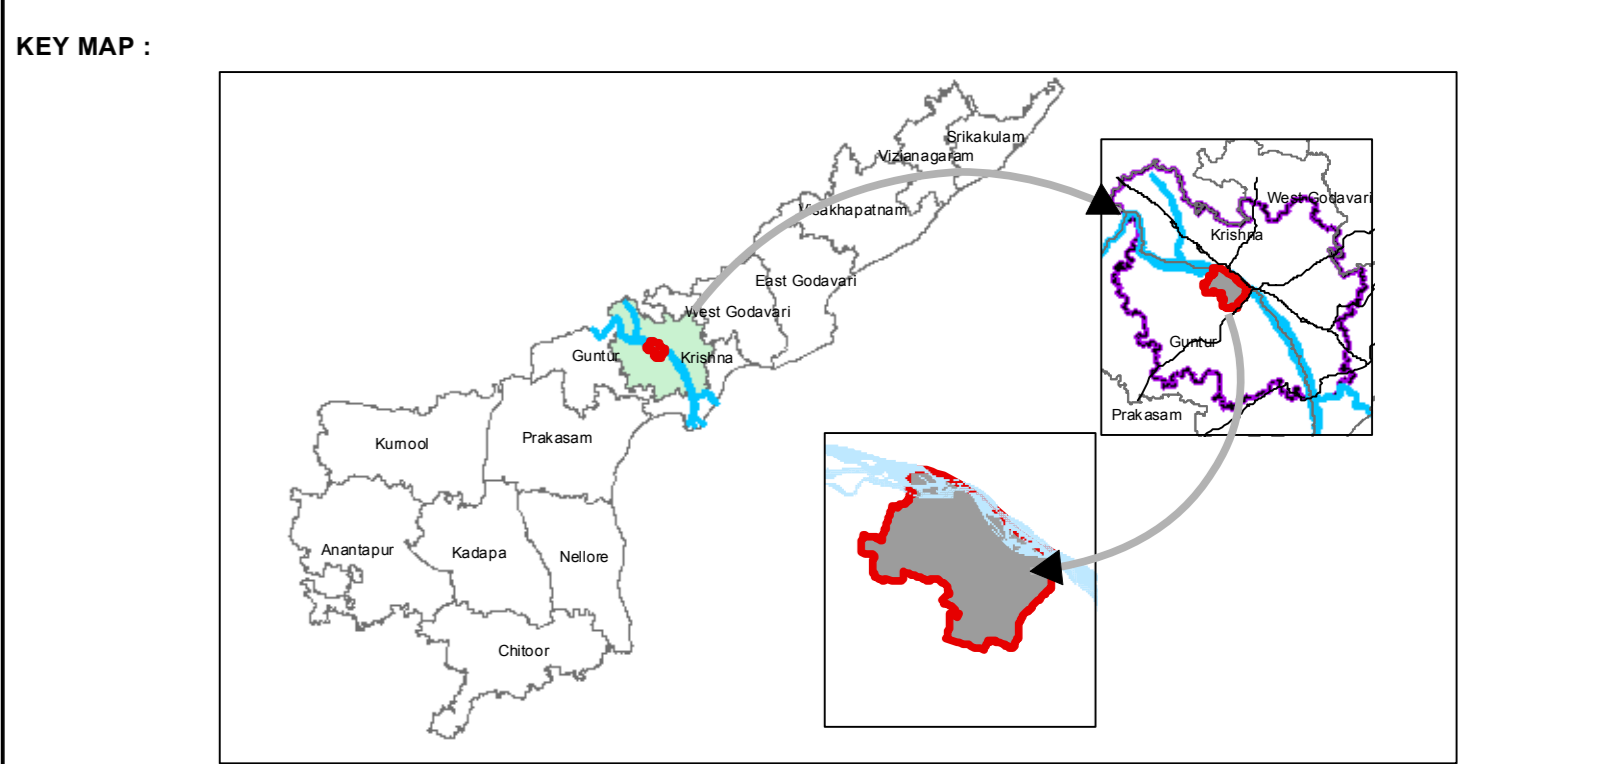 KEY MAP :
Srikakulam
Vizianagaram
Visakhapatnam
East Godavari
West Godavari
Guntur
Krishna
Kurnool
Prakasam
Anantapur
Kadapa
Nellore
Chitoor
West Godavari
Krishna
Guntur
Prakasam